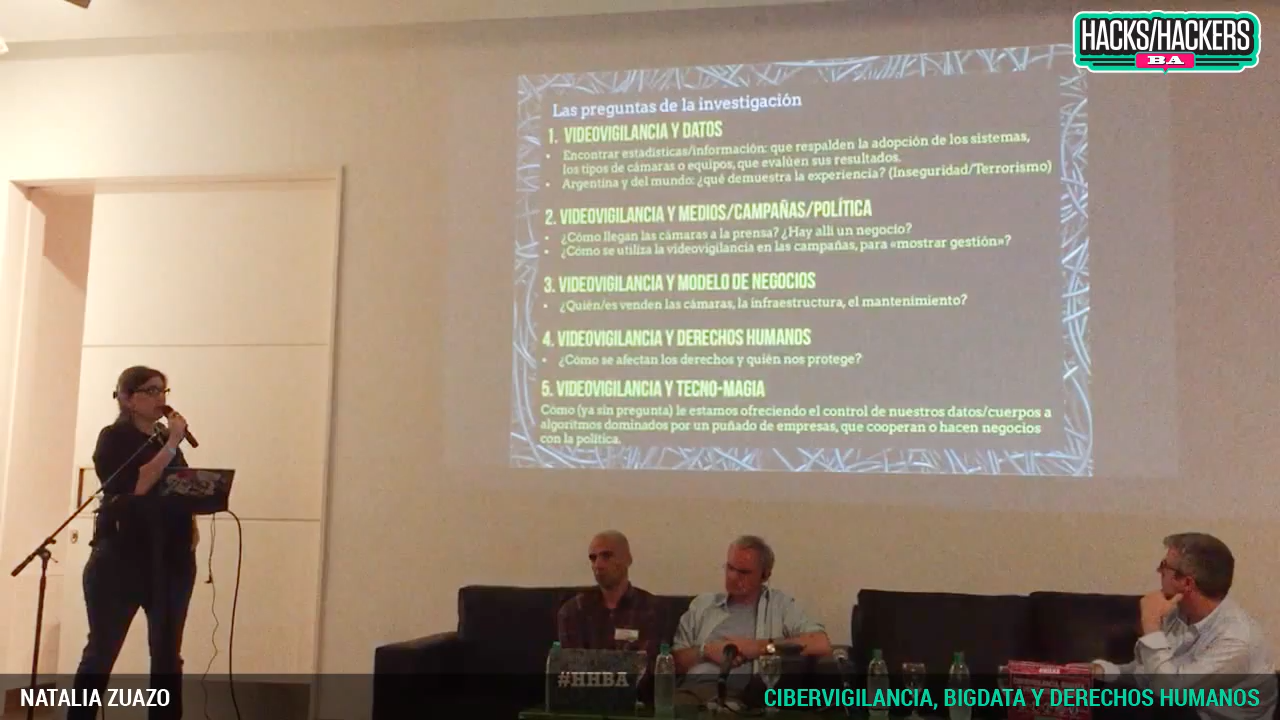 HACKS/HACKERS
BA
Las preguntas de la investigación
1. VIDEOVIGILANCIA Y DATOS
• Encontrar estadísticas/información: que respalden la adopción de los sistemas,
los tipos de cámaras o equipos, que evalúen sus resultados.
• Argentina y del mundo: ¿qué demuestra la experiencia? (Inseguridad/Terrorismo)
2. VIDEOVIGILANCIA Y MEDIOS/CAMPAÑAS/POLÍTICA
• ¿Cómo llegan las cámaras a la prensa? ¿Hay allí un negocio?
• ¿Cómo se utiliza la videovigilancia en las campañas, para «mostrar gestión»?
3. VIDEOVIGILANCIA Y MODELO DE NEGOCIOS
• ¿Quién/es venden las cámaras, la infraestructura, el mantenimiento?
4. VIDEOVIGILANCIA Y DERECHOS HUMANOS
• ¿Cómo se afectan los derechos y quién nos protege?
5. VIDEOVIGILANCIA Y TECNO-MAGIA
Cómo (ya sin pregunta) le estamos ofreciendo el control de nuestros datos/cuerpos a
algoritmos dominados por un puñado de empresas, que cooperan o hacen negocios
con la política.
#HHBA
NATALIA ZUAZO
CIBERVIGILANCIA, BIGDATA Y DERECHOS HUMANOS